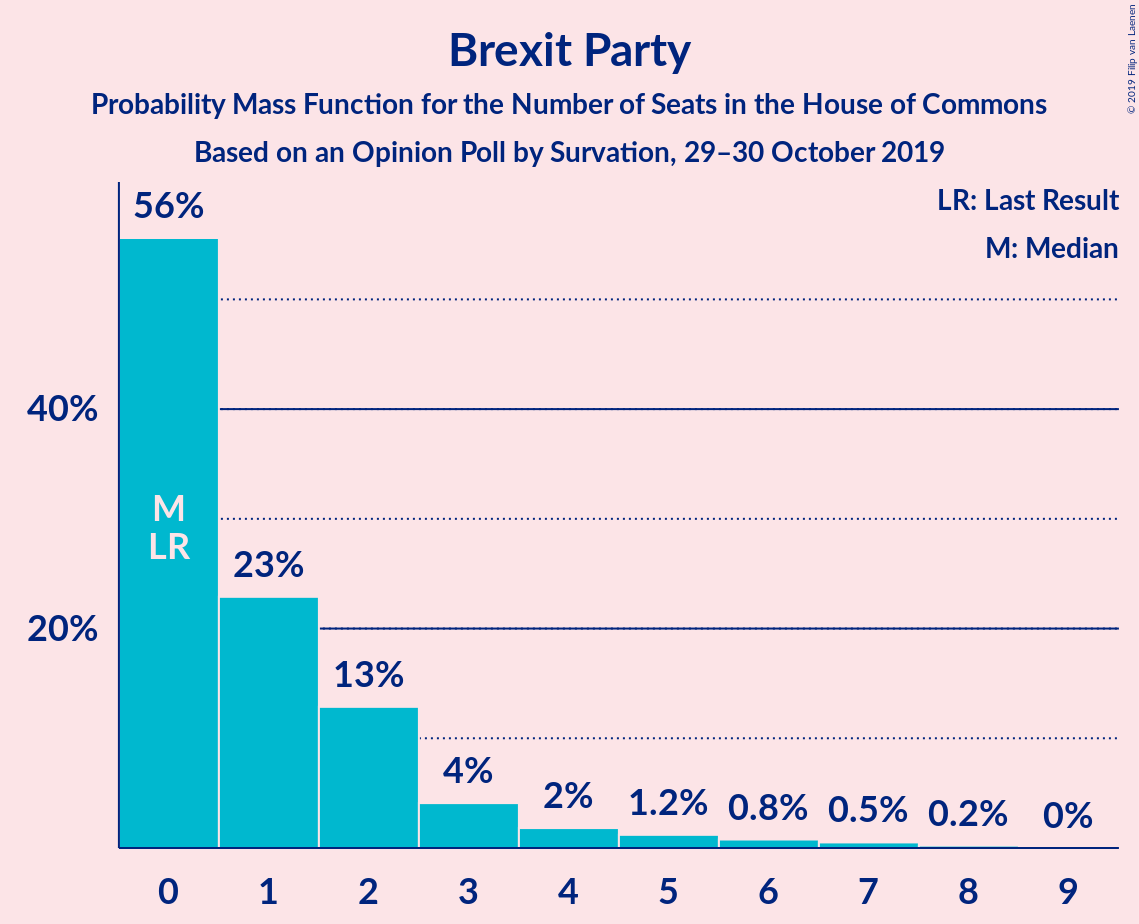 Brexit Party
Probability Mass Function for the Number of Seats in the House of Commons
Based on an Opinion Poll by Survation, 29–30 October 2019
© 2019 Filip van Laenen
LR: Last Result
M: Median
56%
40%
M
LR
23%
20%
13%
4%
2%
1.2%
0.8%
0.5%
0.2%
0%
0 1 2 3 4 5 6 7 8 9